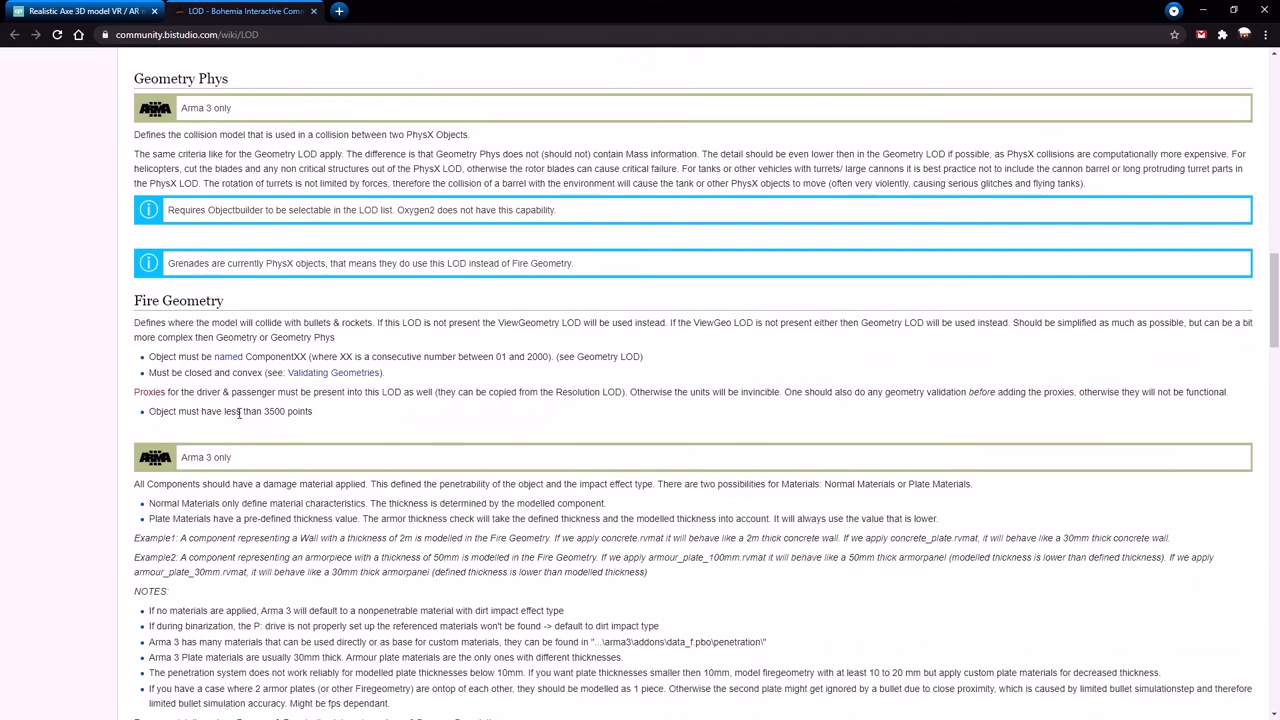 Realistic Axe 3D model VR / AR
LOD - Bohemia Interactive Com
community.bistudio.com/wiki/LOD
Geometry Phys
Arma 3 only
Defines the collision model that is used in a collision between two PhysX Objects.
The same criteria like for the Geometry LOD apply. The difference is that Geometry Phys does not (should not) contain Mass information. The detail should be even lower then in the Geometry LOD if possible, as PhysX collisions are computationally more expensive. For
helicopters, cut the blades and any non critical structures out of the PhysX LOD, otherwise the rotor blades can cause critical failure. For tanks or other vehicles with turrets/ large cannons it is best practice not to include the cannon barrel or long protruding turret parts in
the PhysX LOD. The rotation of turrets is not limited by forces, therefore the collision of a barrel with the environment will cause the tank or other PhysX objects to move (often very violently, causing serious glitches and flying tanks).
Requires Objectbuilder to be selectable in the LOD list. Oxygen2 does not have this capability.
Grenades are currently PhysX objects, that means they do use this LOD instead of Fire Geometry.
Fire Geometry
Defines where the model will collide with bullets & rockets. If this LOD is not present the ViewGeometry LOD will be used instead. If the ViewGeo LOD is not present either then Geometry LOD will be used instead. Should be simplified as much as possible, but can be a bit
more complex then Geometry or Geometry Phys
• Object must be named ComponentXX (where XX is a consecutive number between 01 and 2000). (see Geometry LOD)
• Must be closed and convex (see: Validating Geometries).
Proxies for the driver & passenger must be present into this LOD as well (they can be copied from the Resolution LOD). Otherwise the units will be invincible. One should also do any geometry validation before adding the proxies, otherwise they will not be functional.
• Object must have less than 3500 points
Arma 3 only
All Components should have a damage material applied. This defined the penetrability of the object and the impact effect type. There are two possibilities for Materials: Normal Materials or Plate Materials.
• Normal Materials only define material characteristics. The thickness is determined by the modelled component.
• Plate Materials have a pre-defined thickness value. The armor thickness check will take the defined thickness and the modelled thickness into account. It will always use the value that is lower.
Example1: A component representing a Wall with a thickness of 2m is modelled in the Fire Geometry. If we apply concrete.rvmat it will behave like a 2m thick concrete wall. If we apply concrete_plate.rvmat, it will behave like a 30mm thick concrete wall.
Example2: A component representing an armorpiece with a thickness of 50mm is modelled in the Fire Geometry. If we apply armour_plate_100mm.rvmat it will behave like a 50mm thick armorpanel (modelled thickness is lower than defined thickness). If we apply
armour_plate_30mm.rvmat, it will behave like a 30mm thick armorpanel (defined thickness is lower than modelled thickness)
NOTES:
• If no materials are applied, Arma 3 will default to a nonpenetrable material with dirt impact effect type
• If during binarization, the P: drive is not properly set up the referenced materials won't be found -> default to dirt impact type
• Arma 3 has many materials that can be used directly or as base for custom materials, they can be found in "...\arma3\addons\data_f.pbo\penetration\"
• Arma 3 Plate materials are usually 30mm thick. Armour plate materials are the only ones with different thicknesses.
• The penetration system does not work reliably for modelled plate thicknesses below 10mm. If you want plate thicknesses smaller then 10mm, model firegeometry with at least 10 to 20 mm but apply custom plate materials for decreased thickness.
• If you have a case where 2 armor plates (or other Firegeometry) are ontop of each other, they should be modelled as 1 piece. Otherwise the second plate might get ignored by a bullet due to close proximity, which is caused by limited bullet simulationstep and therefore
limited bullet simulation accuracy. Might be fps dependant.